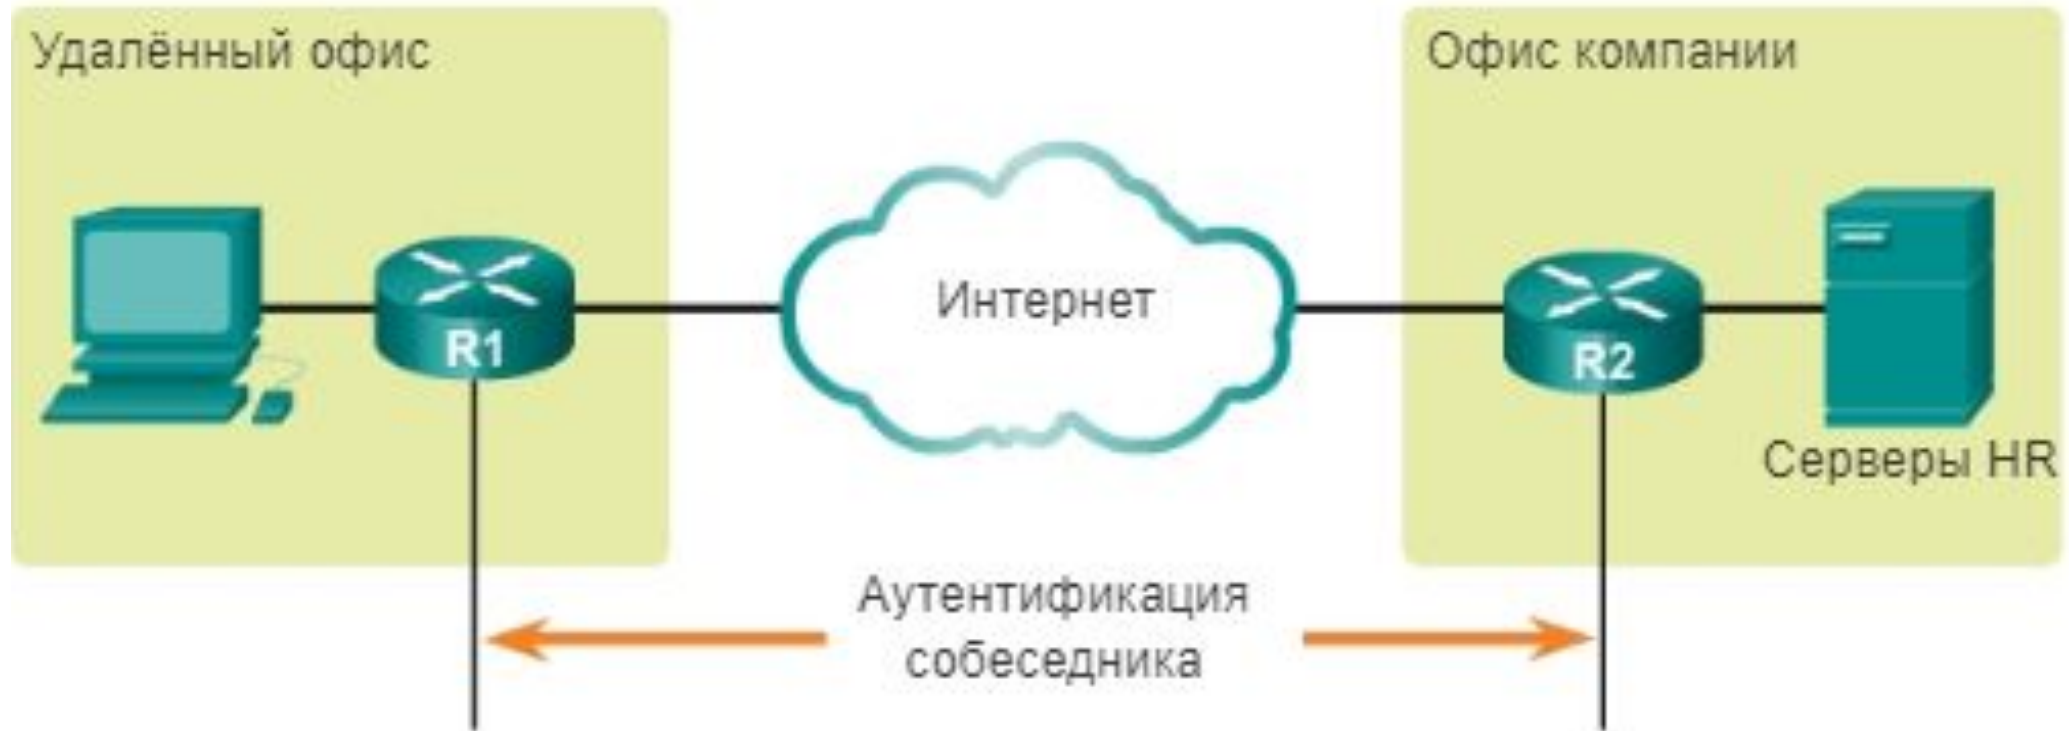 Удалённый офис
Офис компании
Интернет
R1
R2
Серверы HR
Аутентификация
собеседника